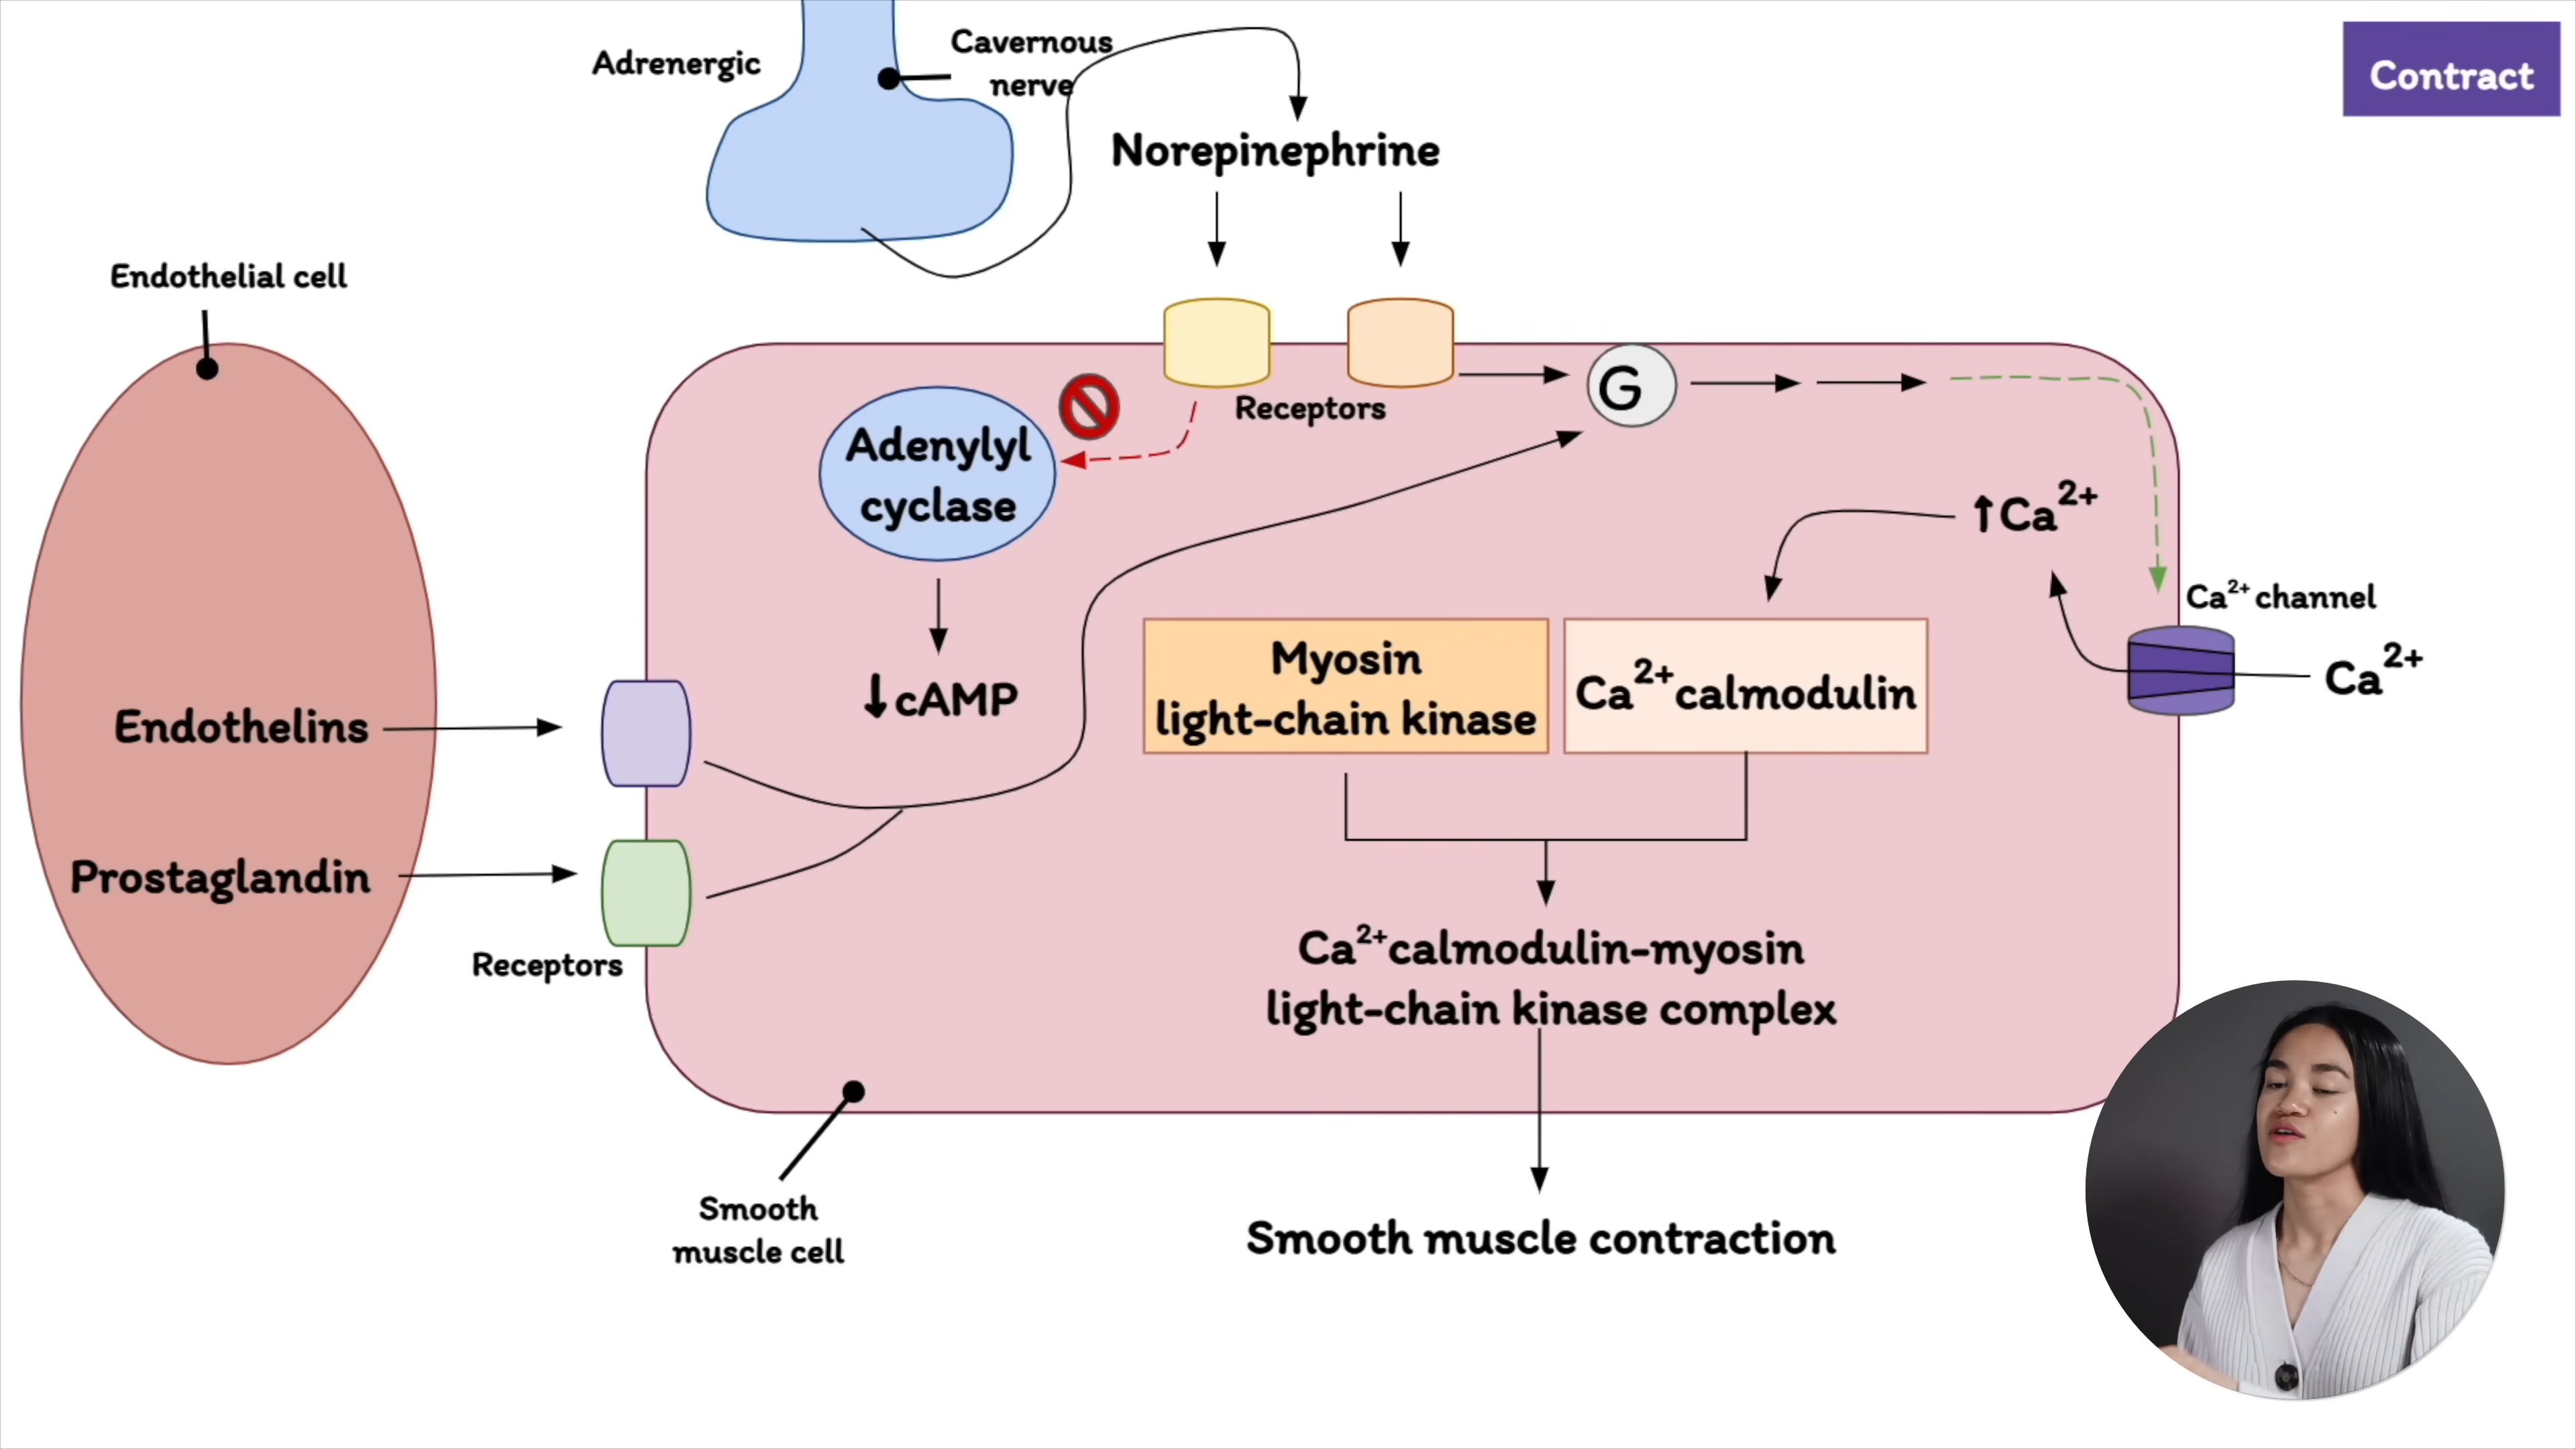 Adrenergic
Cavernous
nerve
Contract
Norepinephrine
Endothelial cell
Receptors
G
Adenylyl
cyclase
↑Ca²⁺
Ca²⁺ channel
Ca²⁺
↓cAMP
Myosin
light-chain kinase
Ca²⁺calmodulin
Endothelins
Prostaglandin
Receptors
Ca²⁺calmodulin-myosin
light-chain kinase complex
Smooth
muscle cell
Smooth muscle contraction